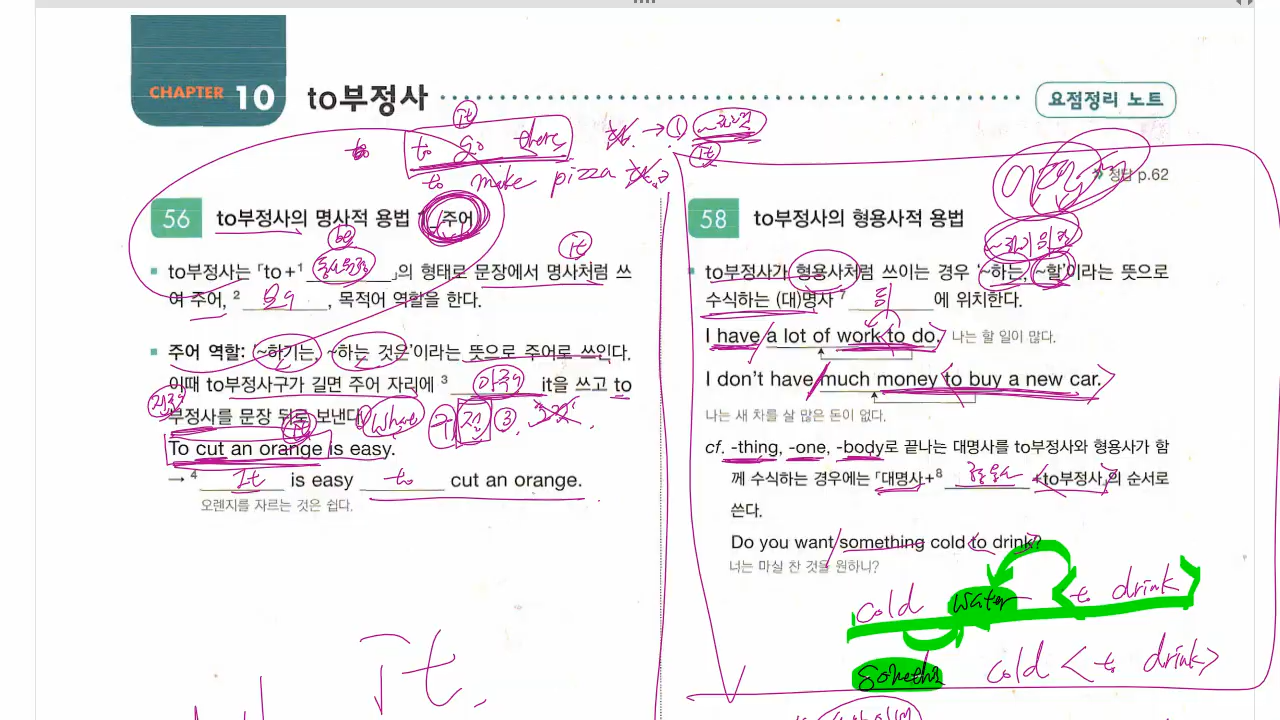 CHAPTER 10 to부정사
요점정리 노트
it
to go there → ①
it
to make pizza
정답 p.62
56 to부정사의 명사적 용법 _주어
be
it
to부정사는 「to+¹ 동사원형」의 형태로 문장에서 명사처럼 쓰
여 주어, ² 보어, 목적어 역할을 한다.
주어 역할: '~하기는, ~하는 것은'이라는 뜻으로 주어로 쓰인다.
이때 to부정사구가 길면 주어 자리에 ³ it을 쓰고 to
부정사를 문장 뒤로 보낸다. What 구, 절 ③
To cut an orange is easy.
→ ⁴ It is easy to cut an orange.
오렌지를 자르는 것은 쉽다.
It
58 to부정사의 형용사적 용법
to부정사가 형용사처럼 쓰이는 경우 '~하는, ~할'이라는 뜻으로
수식하는 (대)명사 ⁷ 뒤에 위치한다.
I have a lot of work to do. 나는 할 일이 많다.
I don't have much money to buy a new car.
나는 새 차를 살 많은 돈이 없다.
cf. -thing, -one, -body로 끝나는 대명사를 to부정사와 형용사가 함
께 수식하는 경우에는 「대명사+⁸ 형용사 +to부정사」의 순서로
쓴다.
Do you want something cold to drink?
너는 마실 찬 것을 원하니?
cold water to drink
cold < to drink>